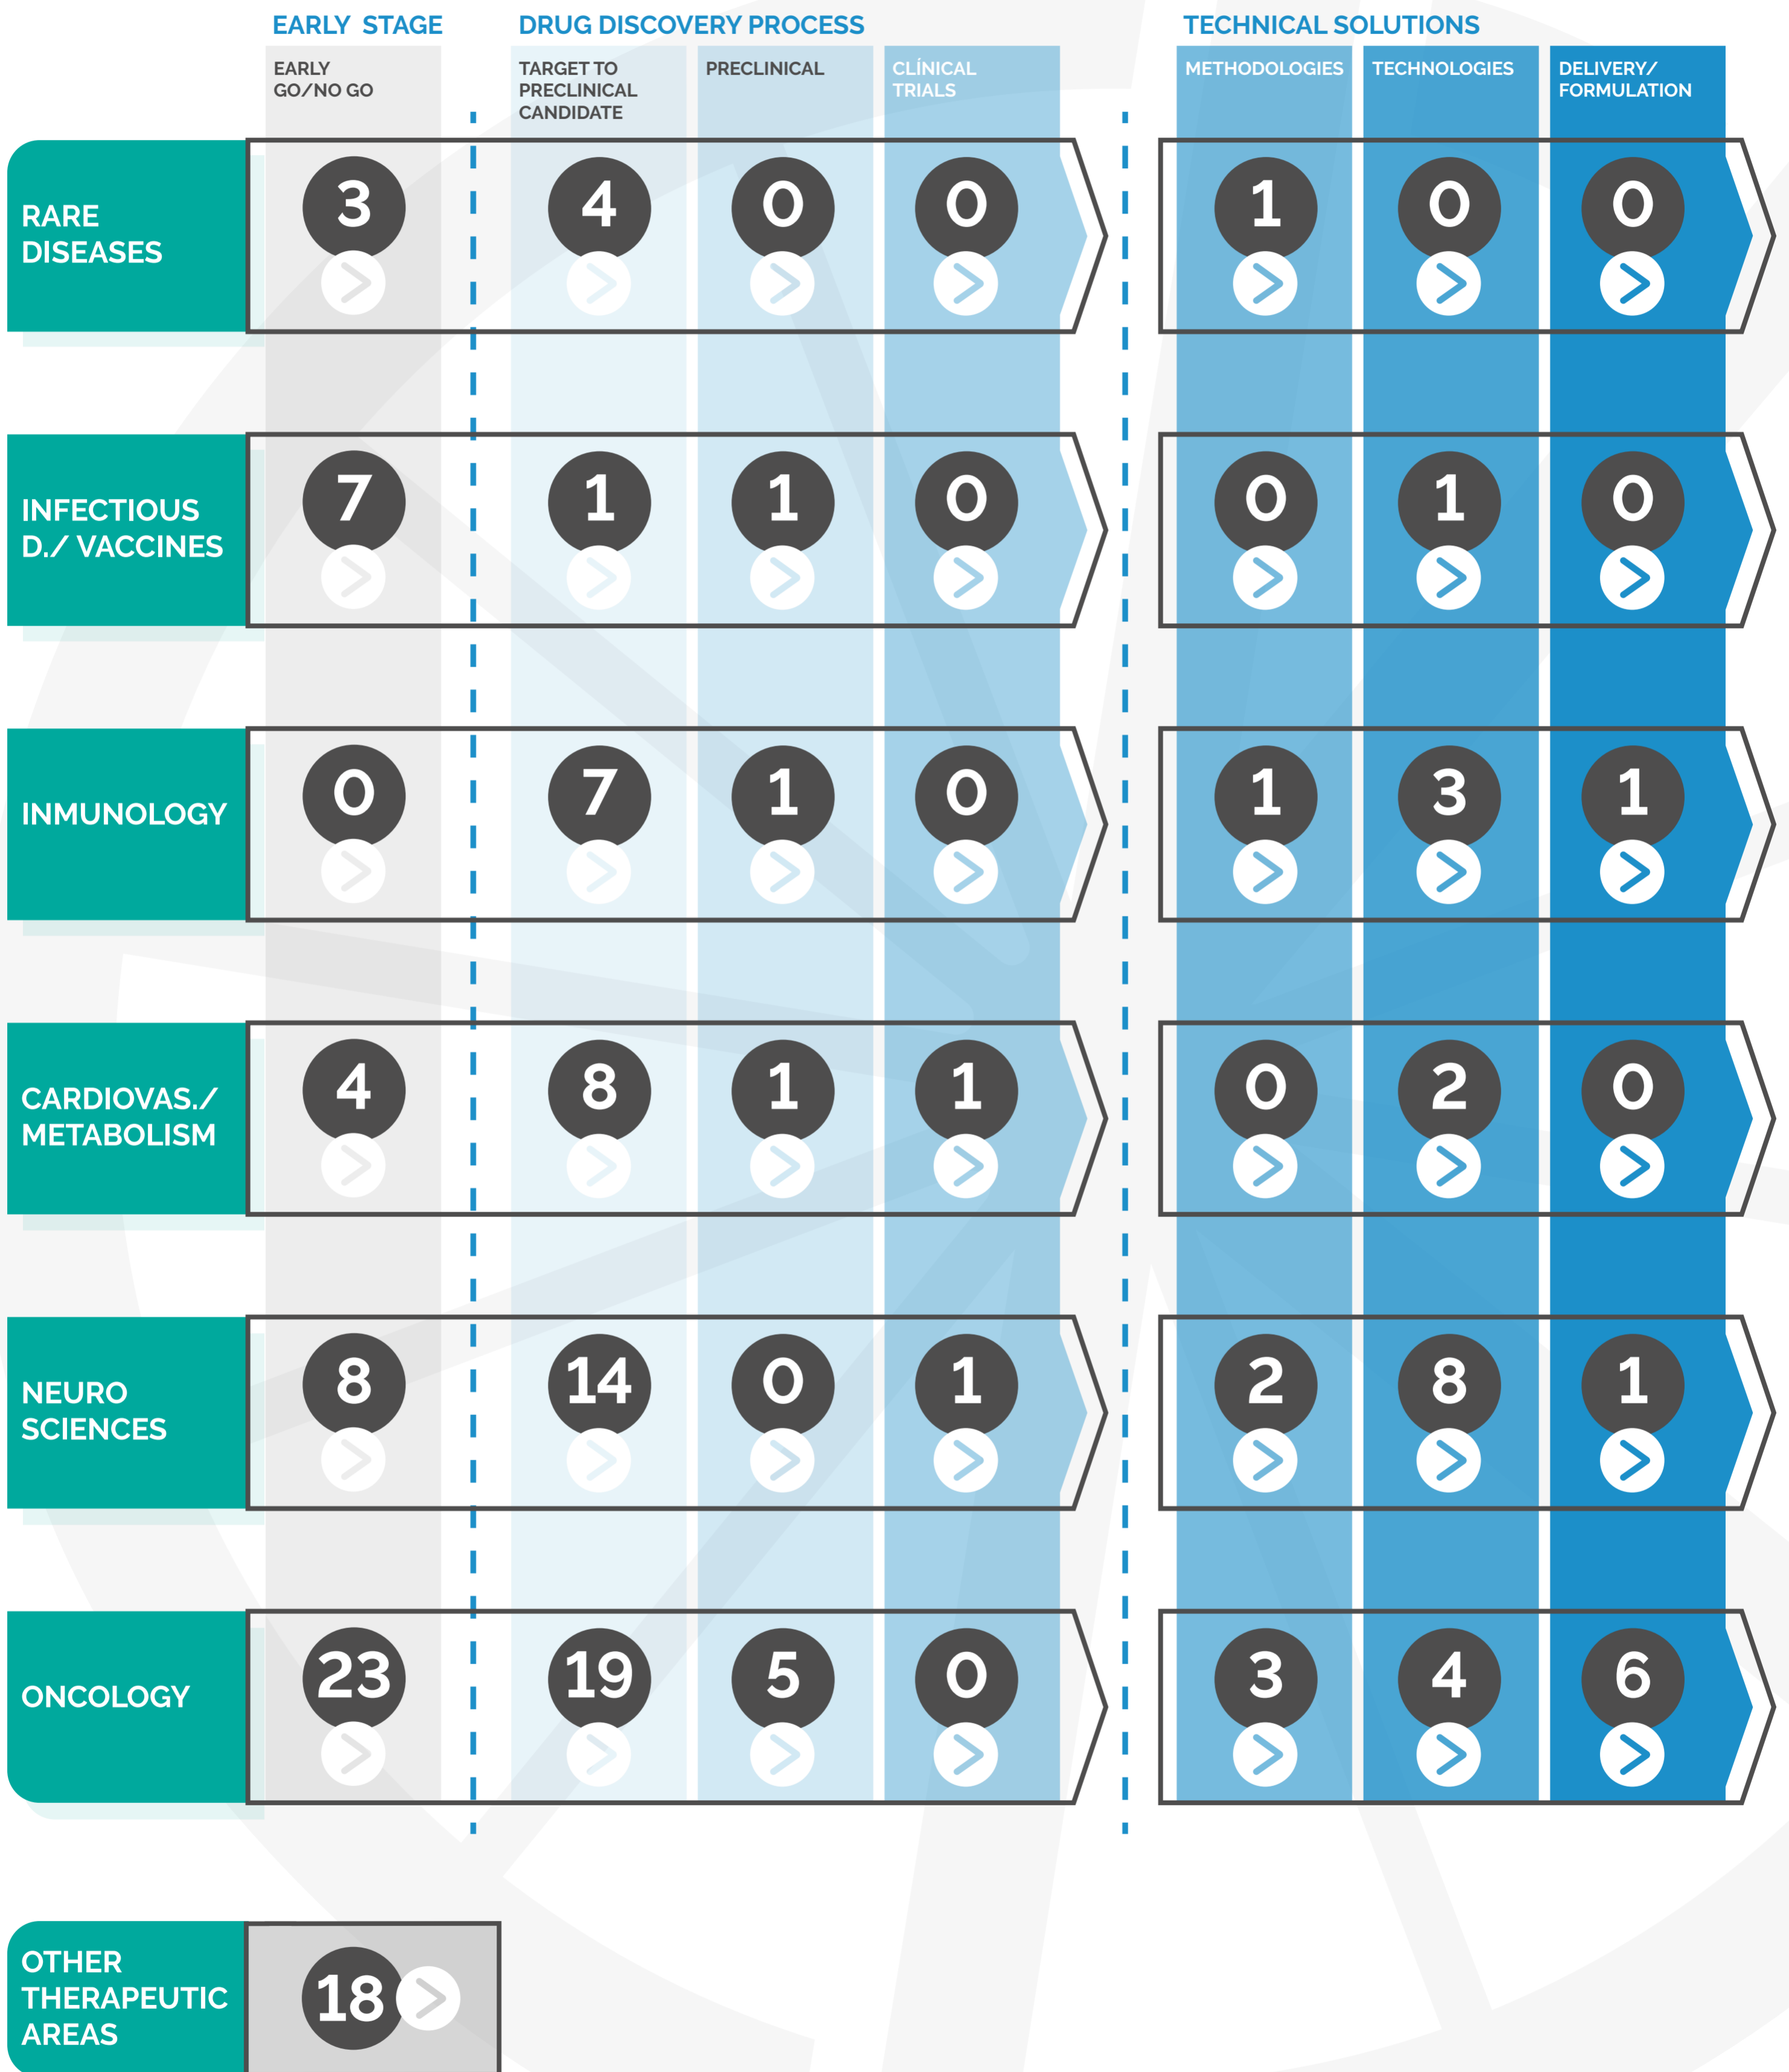 EARLY STAGE
DRUG DISCOVERY PROCESS
TECHNICAL SOLUTIONS
EARLY
GO/NO GO
TARGET TO
PRECLINICAL
CANDIDATE
PRECLINICAL
CLÍNICAL
TRIALS
METHODOLOGIES
TECHNOLOGIES
DELIVERY/
FORMULATION
RARE
DISEASES
3 4 0 0 1 0 0
INFECTIOUS
D./ VACCINES
7 1 1 0 0 1 0
INMUNOLOGY
0 7 1 0 1 3 1
CARDIOVAS./
METABOLISM
4 8 1 1 0 2 0
NEURO
SCIENCES
8 14 0 1 2 8 1
ONCOLOGY
23 19 5 0 3 4 6
OTHER
THERAPEUTIC
AREAS
18